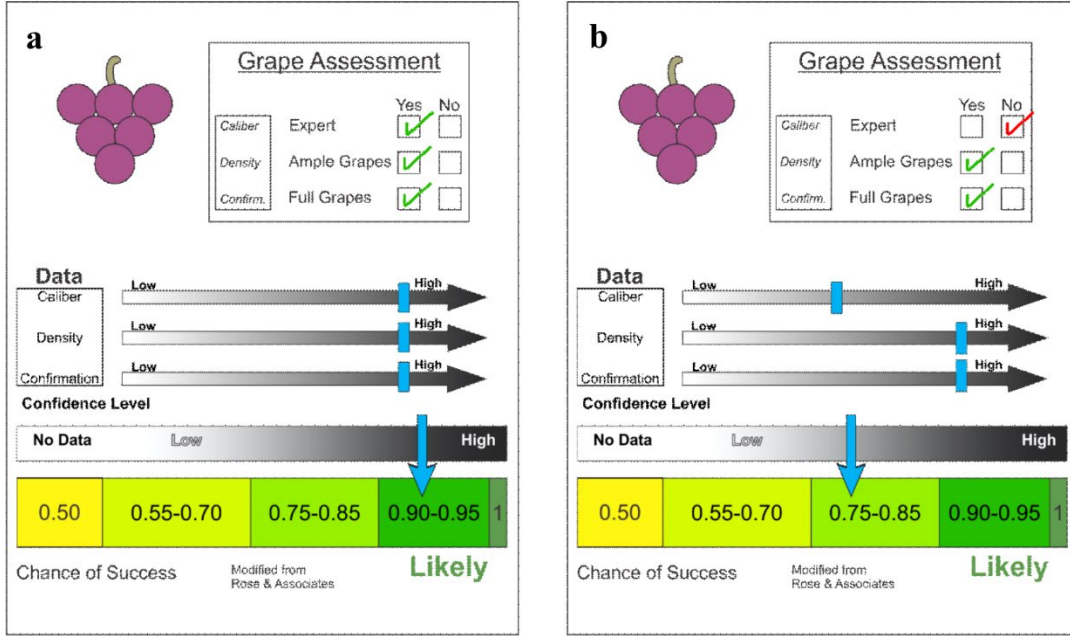 a
Grape Assessment
Yes No
Caliber Expert
Density Ample Grapes
Confirm. Full Grapes
Data
Caliber Low High
Density Low High
Confirmation Low High
Confidence Level
No Data Low High
0.50 0.55-0.70 0.75-0.85 0.90-0.95 1
Chance of Success Modified from Rose & Associates Likely
b
Grape Assessment
Yes No
Caliber Expert
Density Ample Grapes
Confirm. Full Grapes
Data
Caliber Low High
Density Low High
Confirmation Low High
Confidence Level
No Data Low High
0.50 0.55-0.70 0.75-0.85 0.90-0.95 1
Chance of Success Modified from Rose & Associates Likely